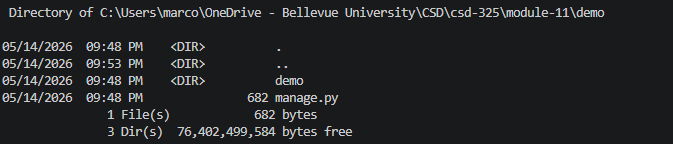 Directory of C:\Users\marco\OneDrive - Bellevue University\CSD\csd-325\module-11\demo
05/14/2026  09:48 PM    <DIR>          .
05/14/2026  09:53 PM    <DIR>          ..
05/14/2026  09:48 PM    <DIR>          demo
05/14/2026  09:48 PM               682 manage.py
               1 File(s)            682 bytes
               3 Dir(s)  76,402,499,584 bytes free